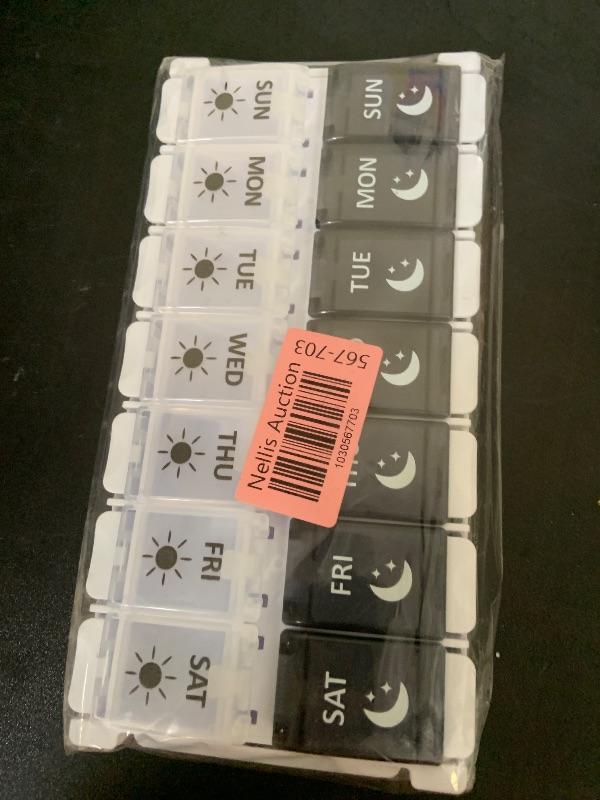 SUN
SUN
MON
MON
TUE
TUE
WED
567-703
Nellis Auction
1030567703
THU
FRI
FRI
SAT
SAT